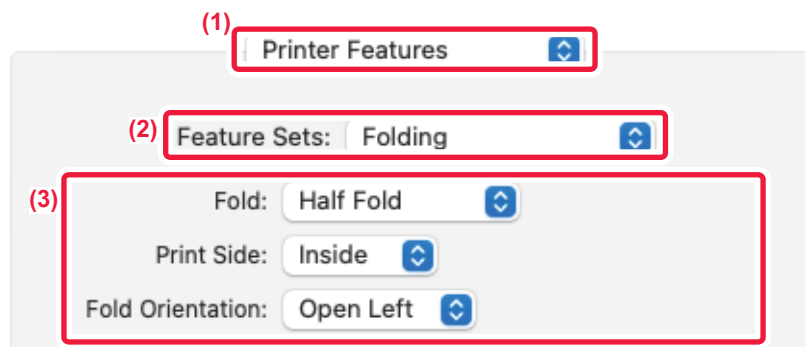 (1)
Printer Features
(2) Feature Sets: Folding
(3) Fold: Half Fold
Print Side: Inside
Fold Orientation: Open Left